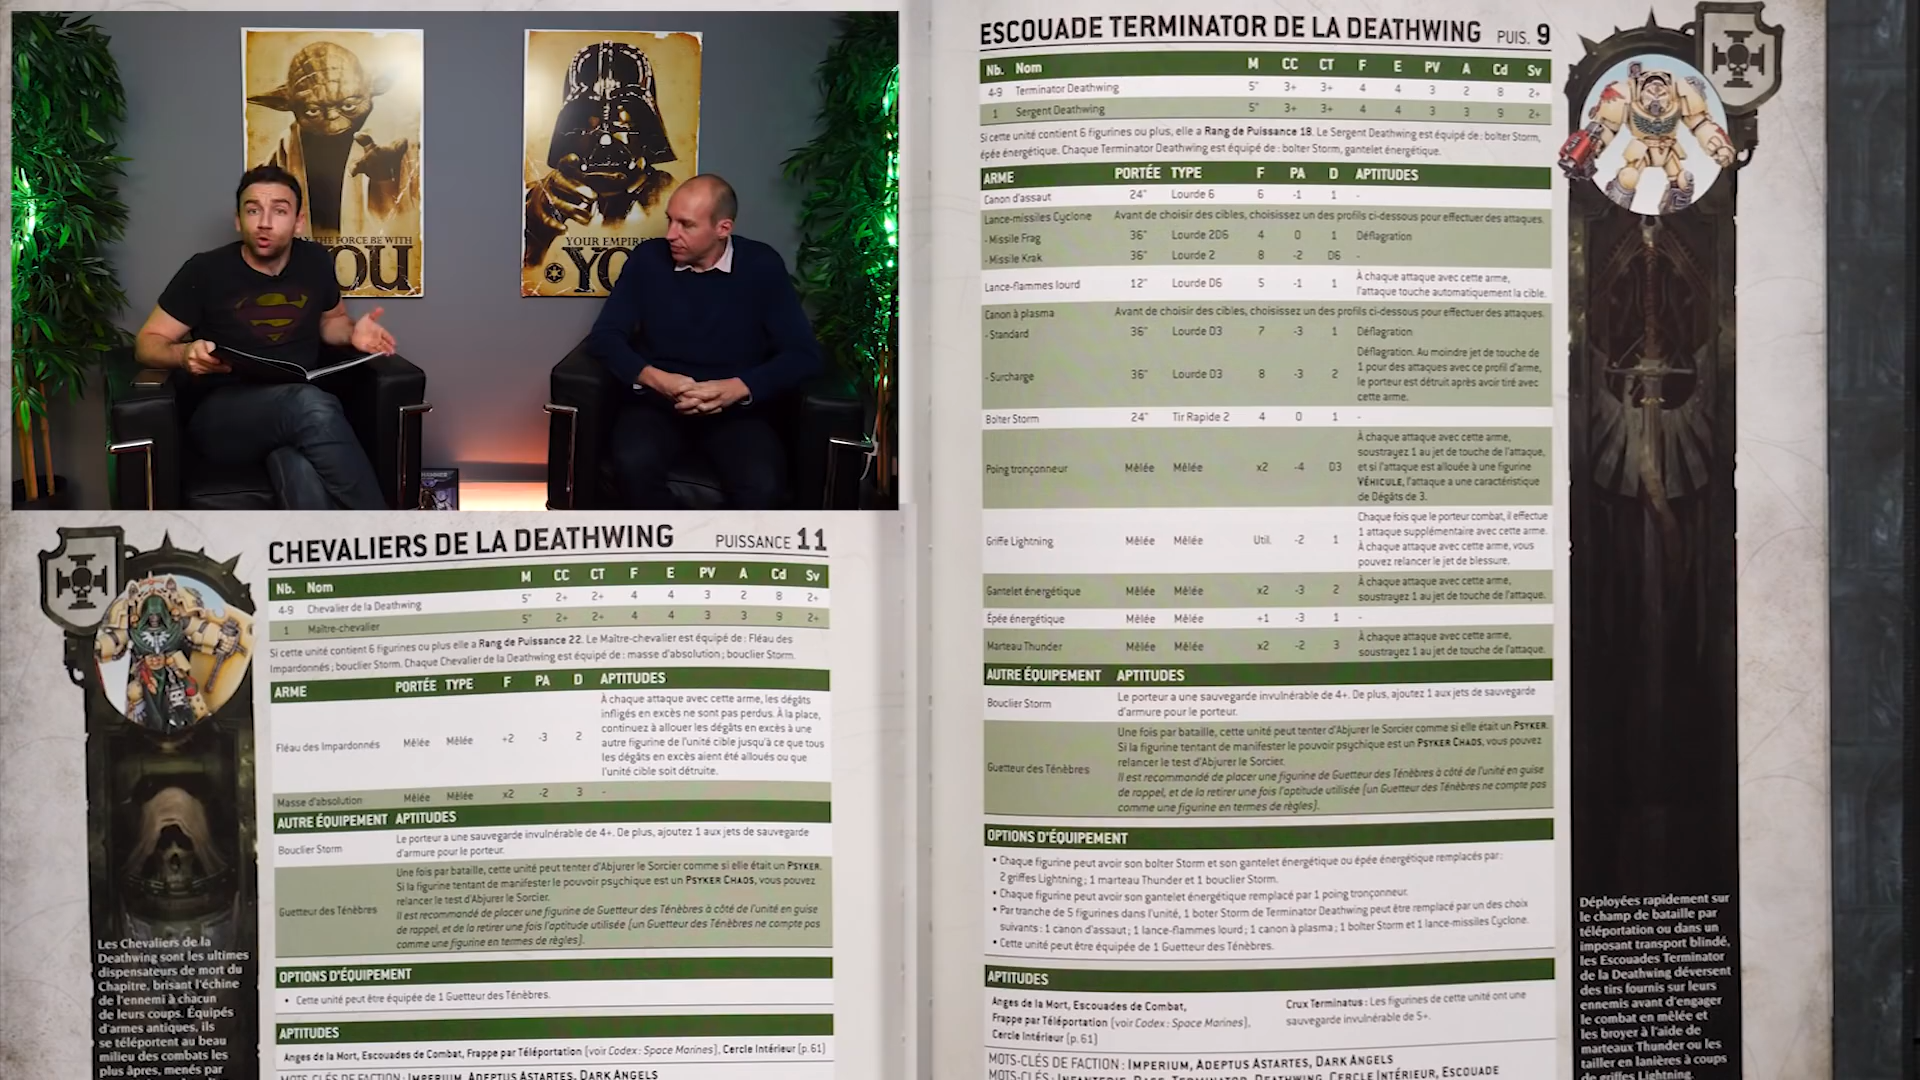 MAY THE FORCE BE WITH
YOU
YOUR EMPIRE
YO
CHEVALIERS DE LA DEATHWING PUISSANCE 11
Nb. Nom M CC CT F E PV A Cd Sv
4-9 Chevalier de la Deathwing 5" 2+ 2+ 4 4 3 2 8 2+
1 Maître-chevalier 5" 2+ 2+ 4 4 3 3 9 2+
Si cette unité contient 6 figurines ou plus elle a Rang de Puissance 22. Le Maître-chevalier est équipé de : Fléau des
Impardonnés ; bouclier Storm. Chaque Chevalier de la Deathwing est équipé de : masse d'absolution ; bouclier Storm.
ARME PORTÉE TYPE F PA D APTITUDES
Fléau des Impardonnés Mêlée Mêlée +2 -3 2
À chaque attaque avec cette arme, les dégâts
infligés en excès ne sont pas perdus. À la place,
continuez à allouer les dégâts en excès à une
autre figurine de l'unité cible jusqu'à ce que tous
les dégâts en excès aient été alloués ou que
l'unité cible soit détruite.
Masse d'absolution Mêlée Mêlée x2 -2 3 -
AUTRE ÉQUIPEMENT APTITUDES
Bouclier Storm
Le porteur a une sauvegarde invulnérable de 4+. De plus, ajoutez 1 aux jets de sauvegarde
d'armure pour le porteur.
Guetteur des Ténèbres
Une fois par bataille, cette unité peut tenter d'Abjurer le Sorcier comme si elle était un PSYKER.
Si la figurine tentant de manifester le pouvoir psychique est un PSYKER CHAOS, vous pouvez
relancer le test d'Abjurer le Sorcier.
Il est recommandé de placer une figurine de Guetteur des Ténèbres à côté de l'unité en guise
de rappel, et de la retirer une fois l'aptitude utilisée (un Guetteur des Ténèbres ne compte pas
comme une figurine en termes de règles).
OPTIONS D'ÉQUIPEMENT
• Cette unité peut être équipée de 1 Guetteur des Ténèbres.
APTITUDES
Anges de la Mort, Escouades de Combat, Frappe par Téléportation (voir Codex : Space Marines), Cercle Intérieur (p.61)
MOTS-CLÉS DE FACTION : IMPERIUM, ADEPTUS ASTARTES, DARK ANGELS
Les Chevaliers de la
Deathwing sont les ultimes
dispensateurs de mort du
Chapitre, brisant l'échine
de l'ennemi à chacun
de leurs coups. Équipés
d'armes antiques, ils
se téléportent au beau
milieu des combats les
plus âpres, menés par
ESCOUADE TERMINATOR DE LA DEATHWING PUIS. 9
Nb. Nom M CC CT F E PV A Cd Sv
4-9 Terminator Deathwing 5" 3+ 3+ 4 4 3 2 8 2+
1 Sergent Deathwing 5" 3+ 3+ 4 4 3 3 9 2+
Si cette unité contient 6 figurines ou plus, elle a Rang de Puissance 18. Le Sergent Deathwing est équipé de : bolter Storm,
épée énergétique. Chaque Terminator Deathwing est équipé de : bolter Storm, gantelet énergétique.
ARME PORTÉE TYPE F PA D APTITUDES
Canon d'assaut 24" Lourde 6 6 -1 1 -
Lance-missiles Cyclone Avant de choisir des cibles, choisissez un des profils ci-dessous pour effectuer des attaques.
- Missile Frag 36" Lourde 2D6 4 0 1 Déflagration
- Missile Krak 36" Lourde 2 8 -2 D6 -
Lance-flammes lourd 12" Lourde D6 5 -1 1
À chaque attaque avec cette arme,
l'attaque touche automatiquement la cible.
Canon à plasma Avant de choisir des cibles, choisissez un des profils ci-dessous pour effectuer des attaques.
- Standard 36" Lourde D3 7 -3 1 Déflagration
- Surcharge 36" Lourde D3 8 -3 2
Déflagration. Au moindre jet de touche de
1 pour des attaques avec ce profil d'arme,
le porteur est détruit après avoir tiré avec
cette arme.
Bolter Storm 24" Tir Rapide 2 4 0 1 -
Poing tronçonneur Mêlée Mêlée x2 -4 D3
À chaque attaque avec cette arme,
soustrayez 1 au jet de touche de l'attaque,
et si l'attaque est allouée à une figurine
VÉHICULE, l'attaque a une caractéristique
de Dégâts de 3.
Griffe Lightning Mêlée Mêlée Util. -2 1
Chaque fois que le porteur combat, il effectue
1 attaque supplémentaire avec cette arme.
À chaque attaque avec cette arme, vous
pouvez relancer le jet de blessure.
Gantelet énergétique Mêlée Mêlée x2 -3 2
À chaque attaque avec cette arme,
soustrayez 1 au jet de touche de l'attaque.
Épée énergétique Mêlée Mêlée +1 -3 1 -
Marteau Thunder Mêlée Mêlée x2 -2 3
À chaque attaque avec cette arme,
soustrayez 1 au jet de touche de l'attaque.
AUTRE ÉQUIPEMENT APTITUDES
Bouclier Storm
Le porteur a une sauvegarde invulnérable de 4+. De plus, ajoutez 1 aux jets de sauvegarde
d'armure pour le porteur.
Guetteur des Ténèbres
Une fois par bataille, cette unité peut tenter d'Abjurer le Sorcier comme si elle était un PSYKER.
Si la figurine tentant de manifester le pouvoir psychique est un PSYKER CHAOS, vous pouvez
relancer le test d'Abjurer le Sorcier.
Il est recommandé de placer une figurine de Guetteur des Ténèbres à côté de l'unité en guise
de rappel, et de la retirer une fois l'aptitude utilisée (un Guetteur des Ténèbres ne compte pas
comme une figurine en termes de règles).
OPTIONS D'ÉQUIPEMENT
• Chaque figurine peut avoir son bolter Storm et son gantelet énergétique ou épée énergétique remplacés par :
2 griffes Lightning ; 1 marteau Thunder et 1 bouclier Storm.
• Chaque figurine peut avoir son gantelet énergétique remplacé par 1 poing tronçonneur.
• Par tranche de 5 figurines dans l'unité, 1 boter Storm de Terminator Deathwing peut être remplacé par un des choix
suivants : 1 canon d'assaut ; 1 lance-flammes lourd ; 1 canon à plasma ; 1 bolter Storm et 1 lance-missiles Cyclone.
• Cette unité peut être équipée de 1 Guetteur des Ténèbres.
APTITUDES
Anges de la Mort, Escouades de Combat,
Frappe par Téléportation (voir Codex : Space Marines),
Cercle Intérieur (p.61)
Crux Terminatus : Les figurines de cette unité ont une
sauvegarde invulnérable de 5+.
MOTS-CLÉS DE FACTION : IMPERIUM, ADEPTUS ASTARTES, DARK ANGELS
MOTS-CLÉS : INFANTERIE, BASE, TERMINATOR, DEATHWING, CERCLE INTÉRIEUR, ESCOUADE
Déployées rapidement sur
le champ de bataille par
téléportation ou dans un
imposant transport blindé,
les Escouades Terminator
de la Deathwing déversent
des tirs fournis sur leurs
ennemis avant d'engager
le combat en mêlée et
les broyer à l'aide de
marteaux Thunder ou les
tailler en lanières à coups
de griffes Lightning.